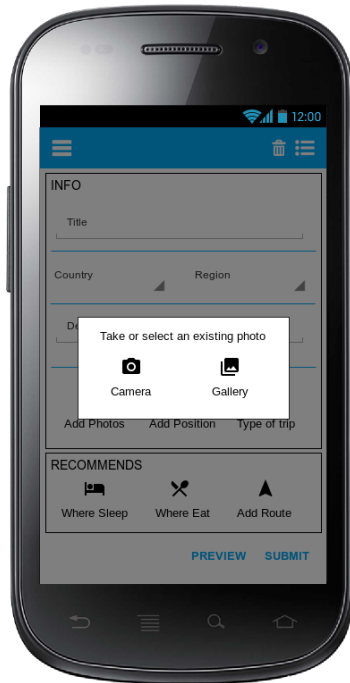 12:00
INFO
Title
Country Region
De
Take or select an existing photo
Camera Gallery
Add Photos Add Position Type of trip
RECOMMENDS
Where Sleep Where Eat Add Route
PREVIEW SUBMIT